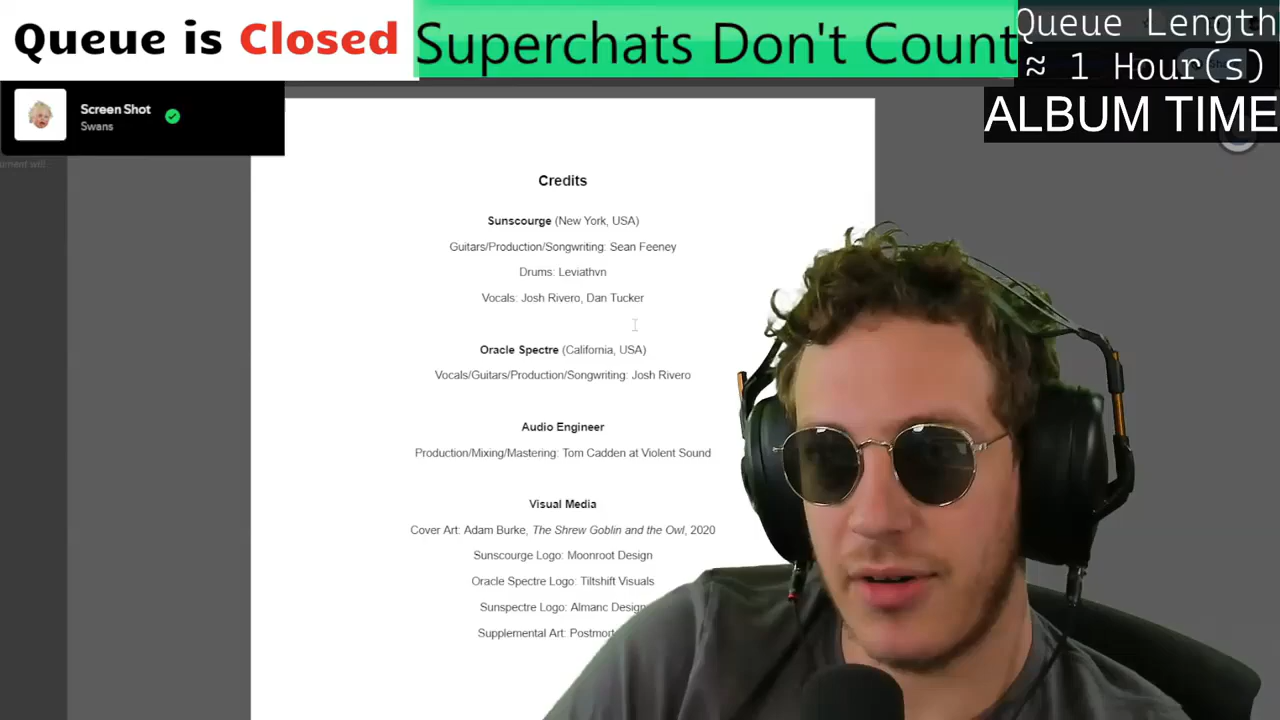 Queue is Closed
Superchats Don't Count
Queue Length
≈ 1 Hour(s)
ALBUM TIME
Screen Shot
Swans
ument will
Credits
Sunscourge (New York, USA)
Guitars/Production/Songwriting: Sean Feeney
Drums: Leviathvn
Vocals: Josh Rivero, Dan Tucker
Oracle Spectre (California, USA)
Vocals/Guitars/Production/Songwriting: Josh Rivero
Audio Engineer
Production/Mixing/Mastering: Tom Cadden at Violent Sound
Visual Media
Cover Art: Adam Burke, The Shrew Goblin and the Owl, 2020
Sunscourge Logo: Moonroot Design
Oracle Spectre Logo: Tiltshift Visuals
Sunspectre Logo: Almanc Design
Supplemental Art: Postmort